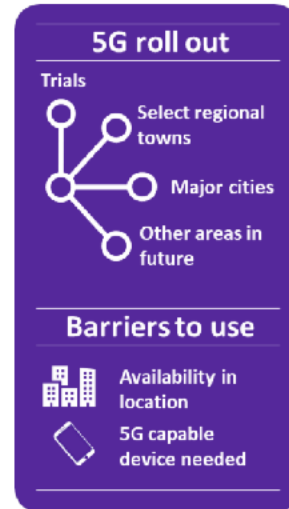 5G roll out
Trials
Select regional
towns
Major cities
Other areas in
future
Barriers to use
Availability in
location
5G capable
device needed